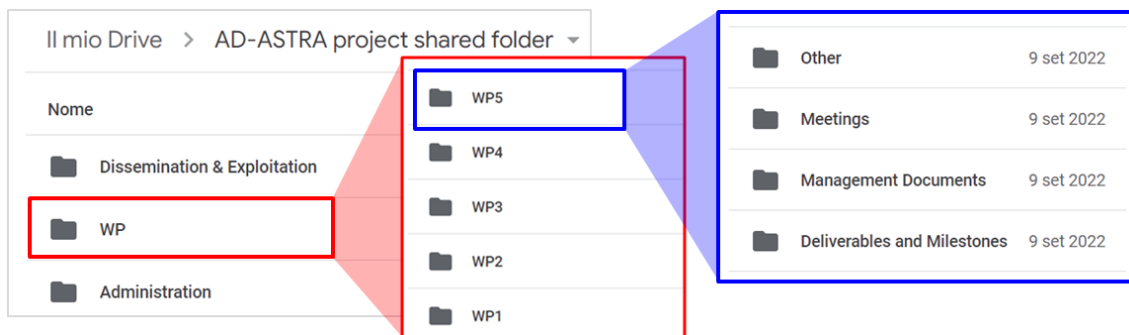 Il mio Drive > AD-ASTRA project shared folder
Nome
Dissemination & Exploitation
WP
Administration
WP5
WP4
WP3
WP2
WP1
Other 9 set 2022
Meetings 9 set 2022
Management Documents 9 set 2022
Deliverables and Milestones 9 set 2022